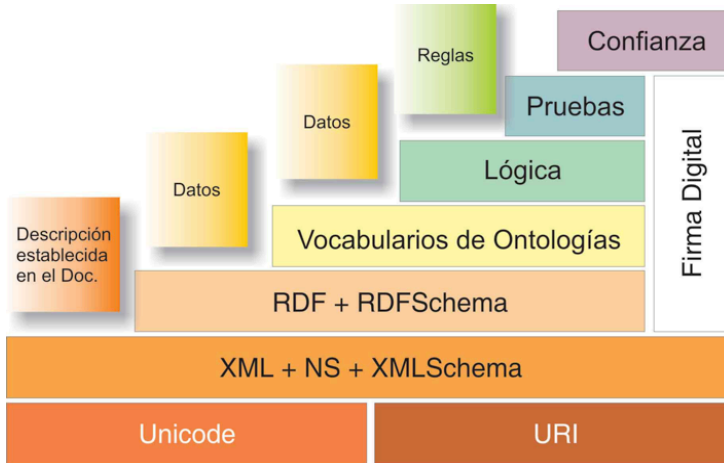 Confianza
Reglas
Pruebas
Datos
Lógica
Datos
Firma Digital
Vocabularios de Ontologías
Descripción
establecida
en el Doc.
RDF + RDFSchema
XML + NS + XMLSchema
Unicode
URI